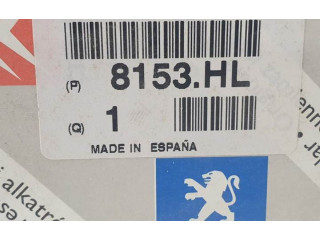 (P) 8153.HL
(Q) 1
MADE IN ESPAÑA
i alkatré